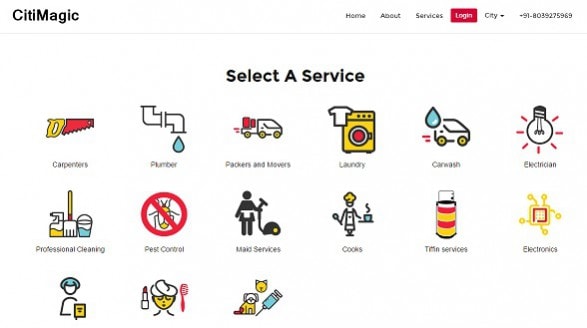 CitiMagic
Home About Services Login City +91-8039275969
Select A Service
Carpenters Plumber Packers and Movers Laundry Carwash Electrician
Professional Cleaning Pest Control Maid Services Cooks Tiffin services Electronics